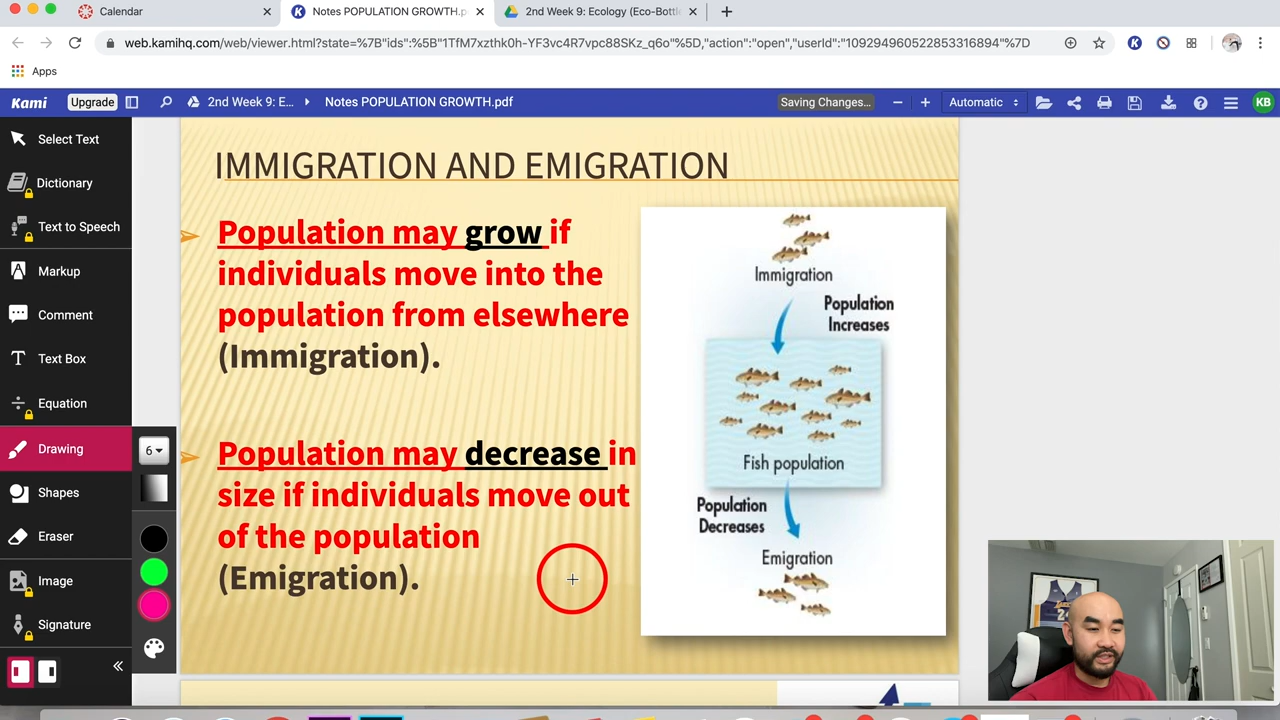 Calendar
Notes POPULATION GROWTH.p
2nd Week 9: Ecology (Eco-Bottl
web.kamihq.com/web/viewer.html?state=%7B"ids"%5B"1TfM7xzthk0h-YF3vc4R7vpc88SKz_q6o"%5D,"action":"open","userId":"109294960522853316894"%7D
Apps
Kami
Upgrade
2nd Week 9: E...
Notes POPULATION GROWTH.pdf
Saving Changes...
Automatic
KB
Select Text
Dictionary
Text to Speech
Markup
Comment
Text Box
Equation
Drawing
6
Shapes
Eraser
Image
Signature
IMMIGRATION AND EMIGRATION
Population may grow if
individuals move into the
population from elsewhere
(Immigration).
Population may decrease in
size if individuals move out
of the population
(Emigration).
Immigration
Population
Increases
Fish population
Population
Decreases
Emigration